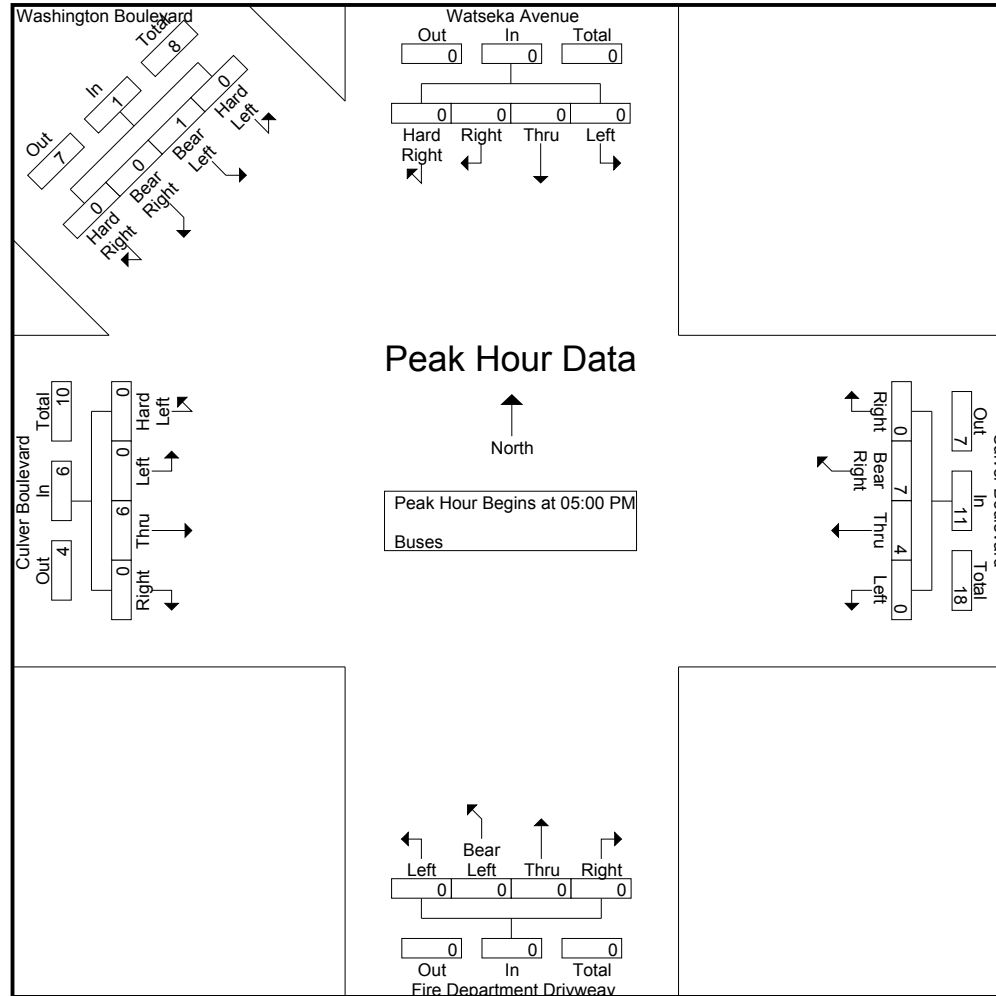 Washington Boulevard
Total
8
In
1
Out
7
0
Hard
Left
1
Bear
Left
0
Bear
Right
0
Hard
Right
Watseka Avenue
Out In Total
0 0 0
0 0 0 0
Hard
Right
Right Thru Left
Peak Hour Data
North
Peak Hour Begins at 05:00 PM
Buses
Culver Boulevard
Total
10
In
6
Out
4
0
Hard
Left
0
Left
6
Thru
0
Right
Right
0
Bear
Right
7
Thru
4
Left
0
Out
7
In
11
Total
18
Culver Boulevard
Left
Bear
Left
Thru Right
0 0 0 0
0 0 0
Out In Total
Fire Department Driveway